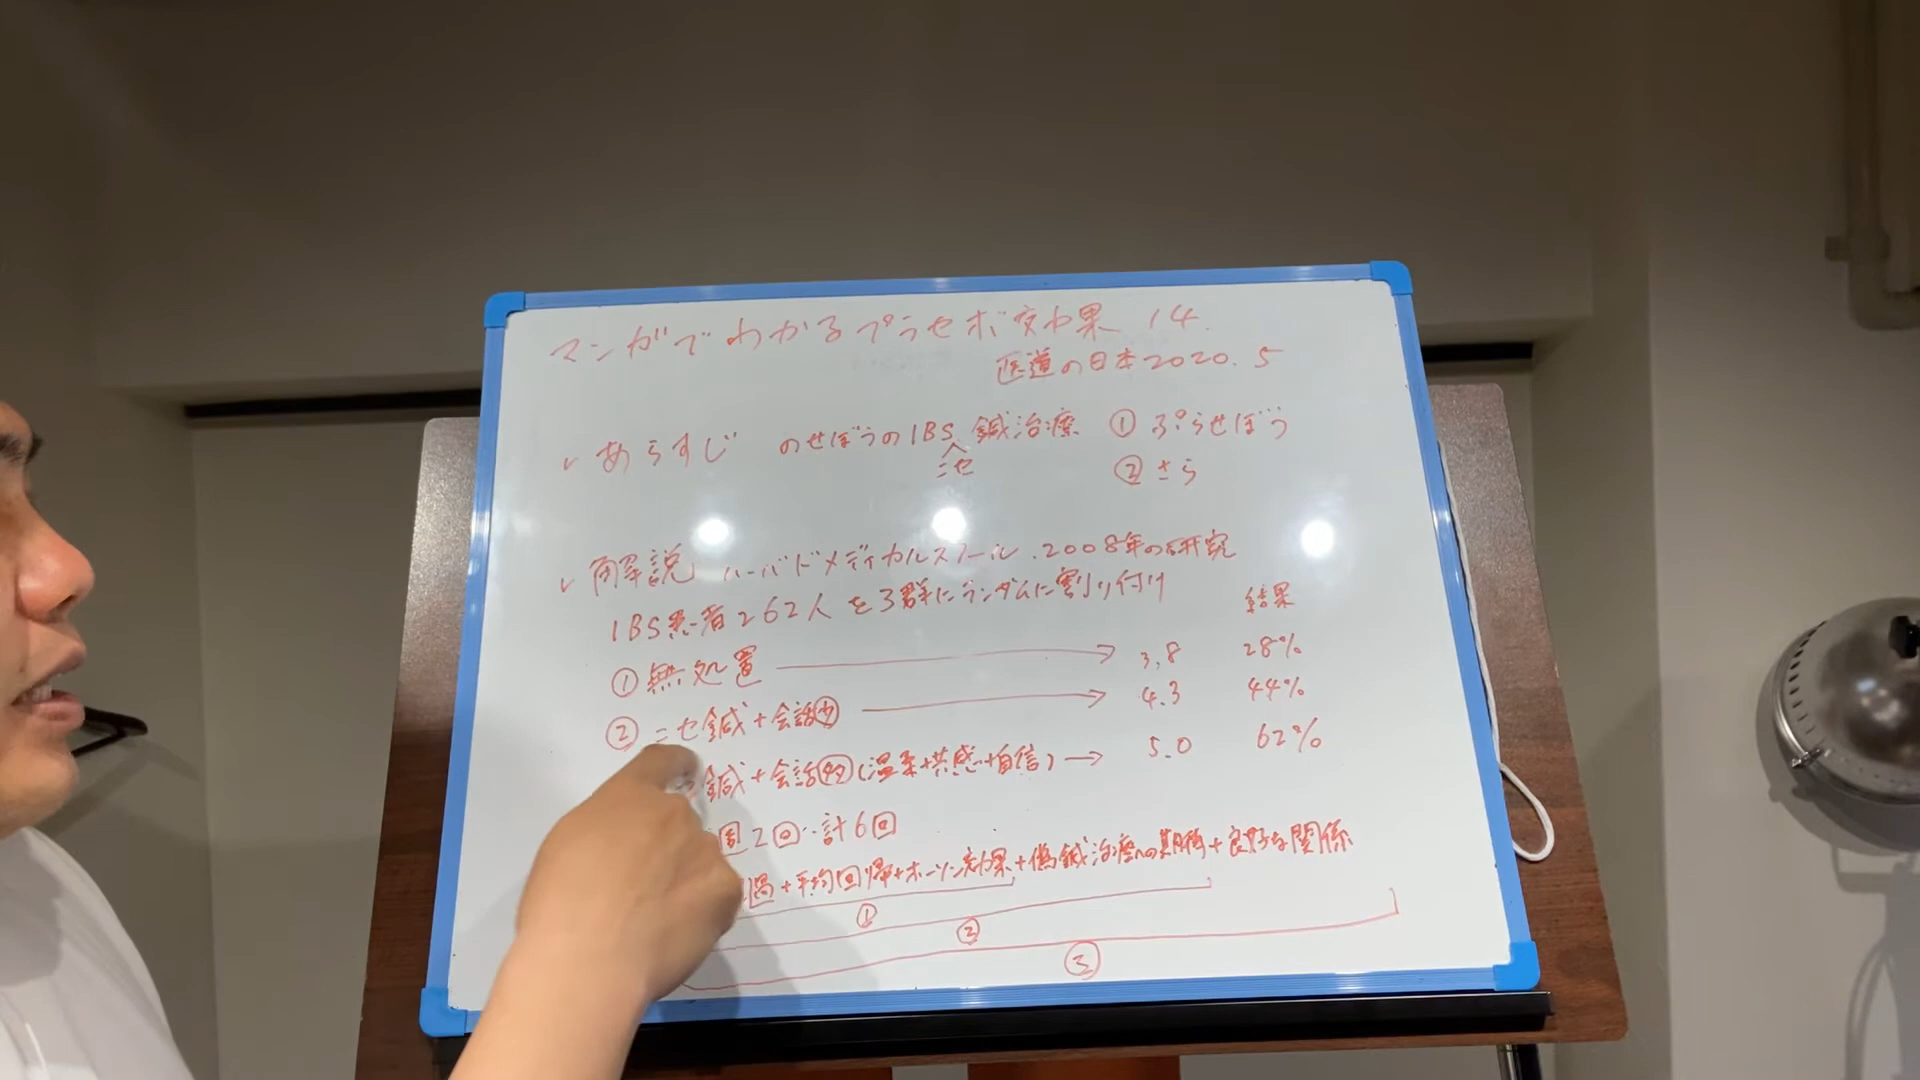 マンガでわかるプラセボ効果 14.
医道の日本 2020.5
✓ あらすじ のせぼうのIBS 鍼治療 ① ぷらせぼう
ニセ
② さら
✓ 解説 ハーバードメディカルスクール.2008年の研究
IBS患者262人を3群にランダムに割り付け 結果
① 無処置 → 3.8 28%
② ニセ鍼+会話少 → 4.3 44%
鍼+会話多(温柔+共感+自信) → 5.0 62%
週2回…計6回
過+平均回帰+ホーソン効果+偽鍼治療への期待+良好な関係
①
②
③